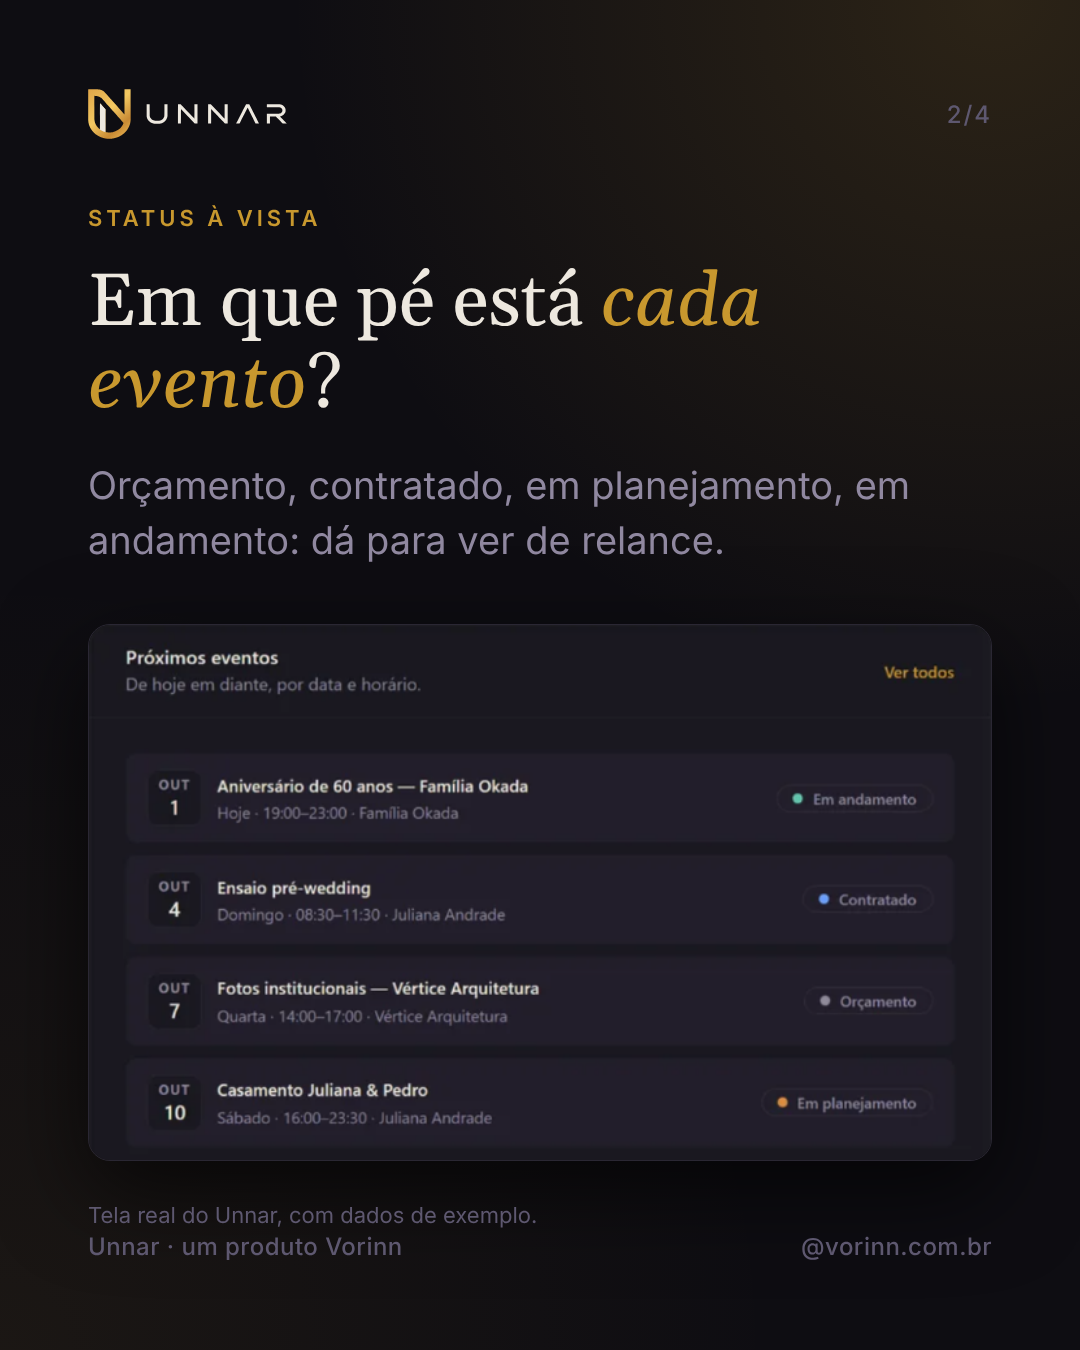 UNNAR
2/4
STATUS À VISTA
Em que pé está cada
evento?
Orçamento, contratado, em planejamento, em
andamento: dá para ver de relance.
Próximos eventos
De hoje em diante, por data e horário.
Ver todos
OUT
1
Aniversário de 60 anos — Família Okada
Hoje · 19:00–23:00 · Família Okada
Em andamento
OUT
4
Ensaio pré-wedding
Domingo · 08:30–11:30 · Juliana Andrade
Contratado
OUT
7
Fotos institucionais — Vértice Arquitetura
Quarta · 14:00–17:00 · Vértice Arquitetura
Orçamento
OUT
10
Casamento Juliana & Pedro
Sábado · 16:00–23:30 · Juliana Andrade
Em planejamento
Tela real do Unnar, com dados de exemplo.
Unnar · um produto Vorinn
@vorinn.com.br